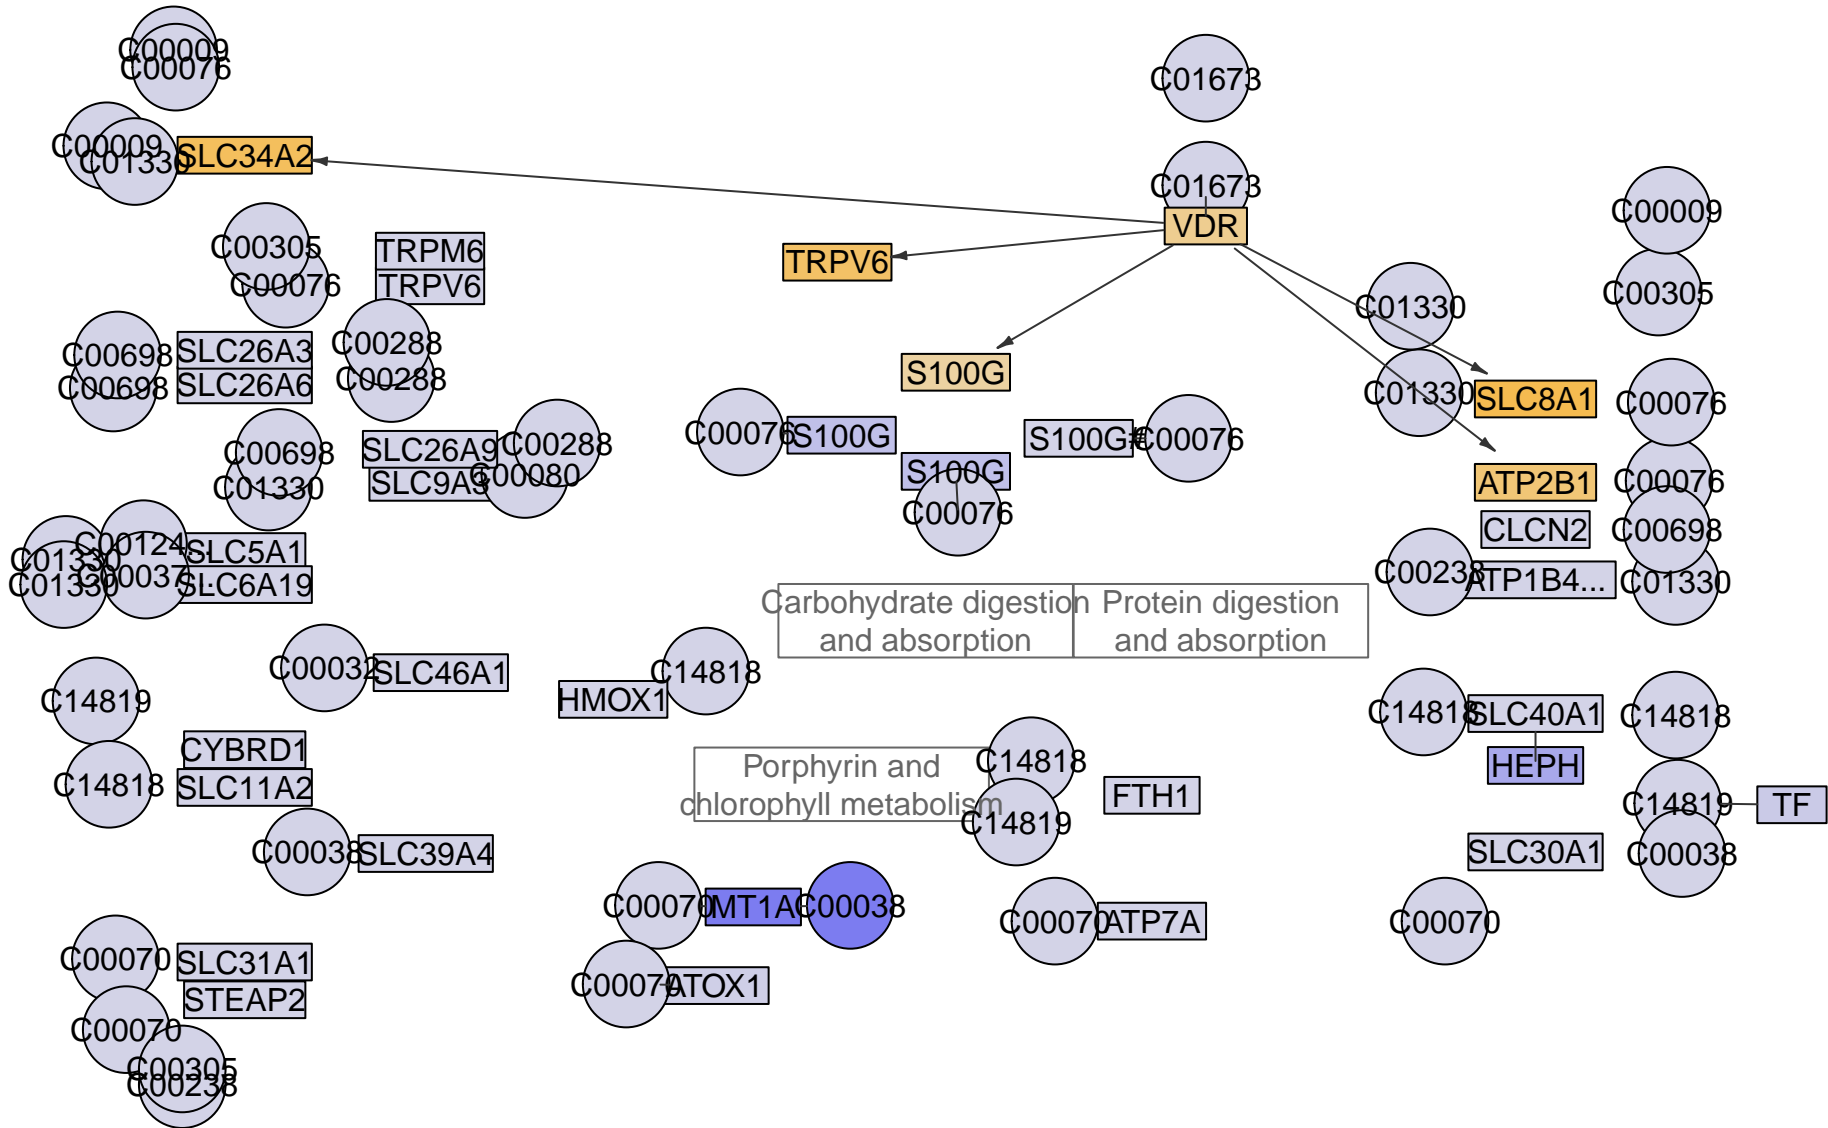 C00009
C00076
C01673
C00009
C01330
SLC34A2
C01673
VDR
C00009
C00305
C00076
TRPM6
TRPV6
TRPV6
C01330
C00305
C00698
C00698
SLC26A3
SLC26A6
C00288
C00288
S100G
C01330
SLC8A1
C00076
C00698
C01330
SLC26A9
SLC9A3
C00288
C00080
C00076
S100G
S100G
C00076
S100G#
C00076
ATP2B1
C00076
CLCN2
C00698
C01330
C01330
C00124...
C00037...
SLC5A1
SLC6A19
C00238
ATP1B4...
C01330
Carbohydrate digestion
and absorption
Protein digestion
and absorption
C00032
SLC46A1
HMOX1
C14818
C14819
C14818
CYBRD1
SLC11A2
C14818
SLC40A1
HEPH
C14818
Porphyrin and
chlorophyll metabolism
C14818
C14819
FTH1
C14819
TF
C00038
C00038
SLC39A4
SLC30A1
C00070
MT1A
C00038
C00070
ATP7A
C00070
C00070
SLC31A1
STEAP2
C00070
ATOX1
C00070
C00305
C00238